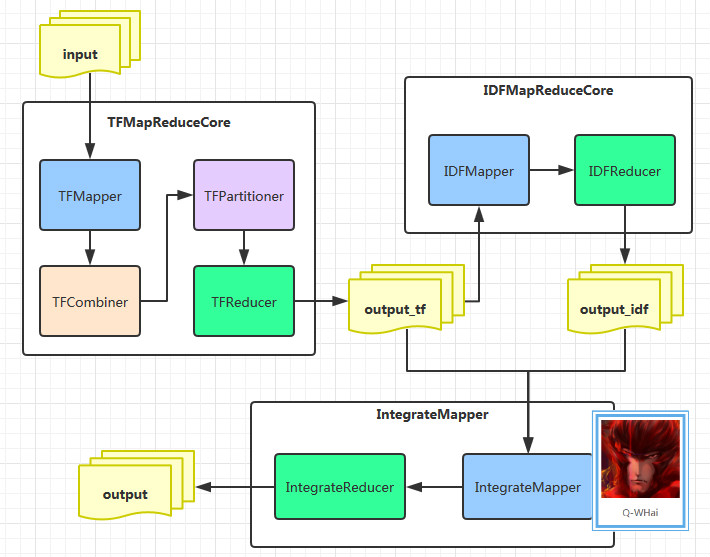 input
TFMapReduceCore
TFMapper
TFPartitioner
TFCombiner
TFReducer
IDFMapReduceCore
IDFMapper
IDFReducer
output_tf
output_idf
IntegrateMapper
IntegrateReducer
IntegrateMapper
output
Q-WHai